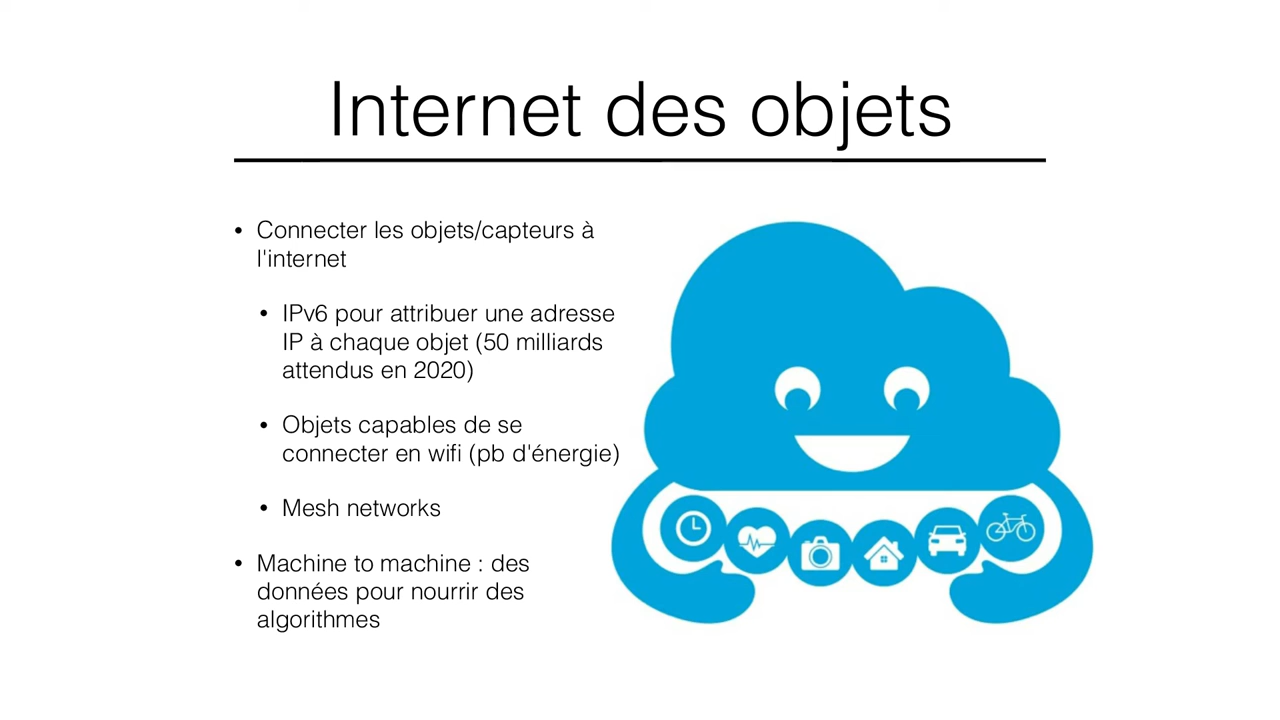 Internet des objets
• Connecter les objets/capteurs à
l'internet
• IPv6 pour attribuer une adresse
IP à chaque objet (50 milliards
attendus en 2020)
• Objets capables de se
connecter en wifi (pb d'énergie)
• Mesh networks
• Machine to machine : des
données pour nourrir des
algorithmes